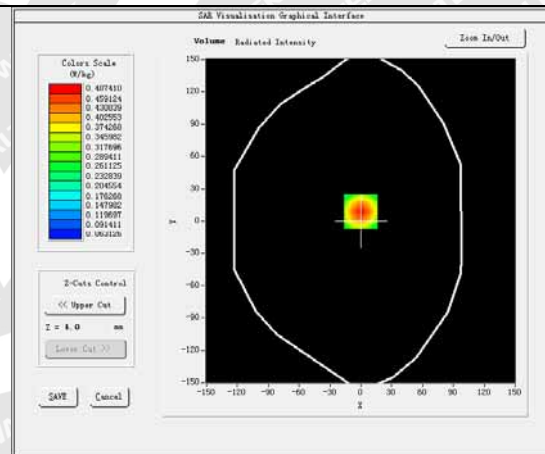 SAR Visualisation Graphical Interface
Volume Radiated Intensity
Zoom In/Out
Colors Scale
(W/kg)
0.487410
0.459124
0.430839
0.402553
0.374268
0.345982
0.317696
0.289411
0.261125
0.232839
0.204554
0.176268
0.147982
0.119697
0.091411
0.063126
Z-Cuts Control
<< Upper Cut
Z = 4.0 mm
Lower Cut >>
SAVE Cancel
150
120
90
60
30
0
-30
-60
-90
-120
-150
Y
-150 -120 -90 -60 -30 0 30 60 90 120 150
X